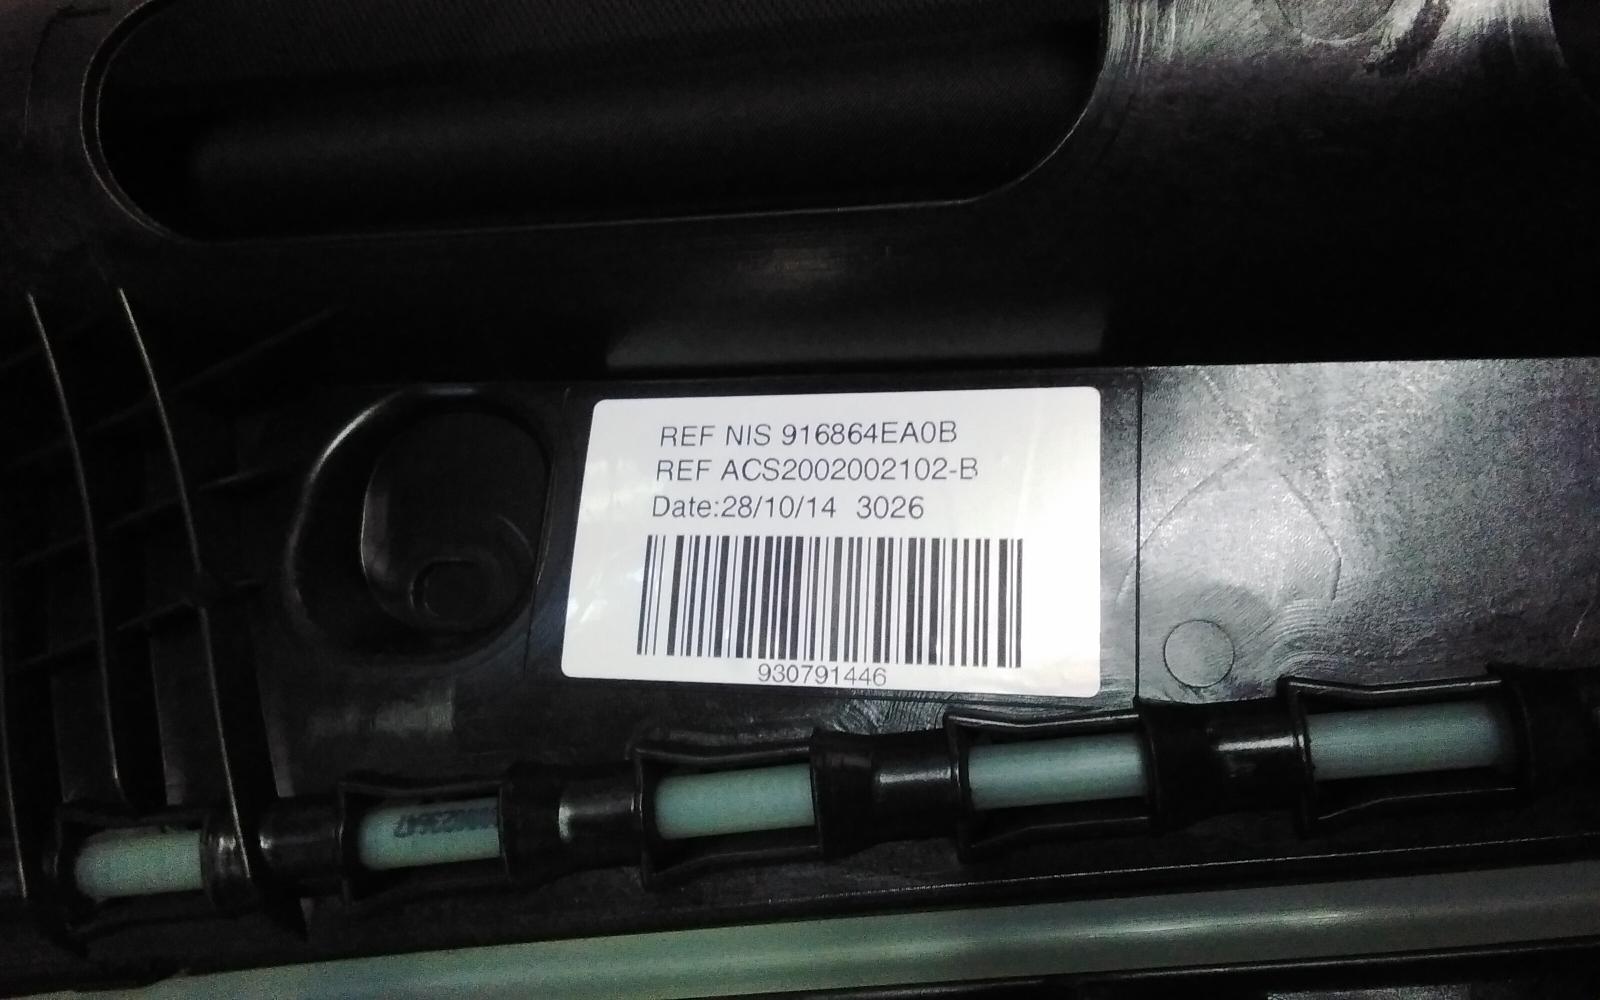 REF NIS 916864EA0B
REF ACS2002002102-B
Date:28/10/14 3026
930791446